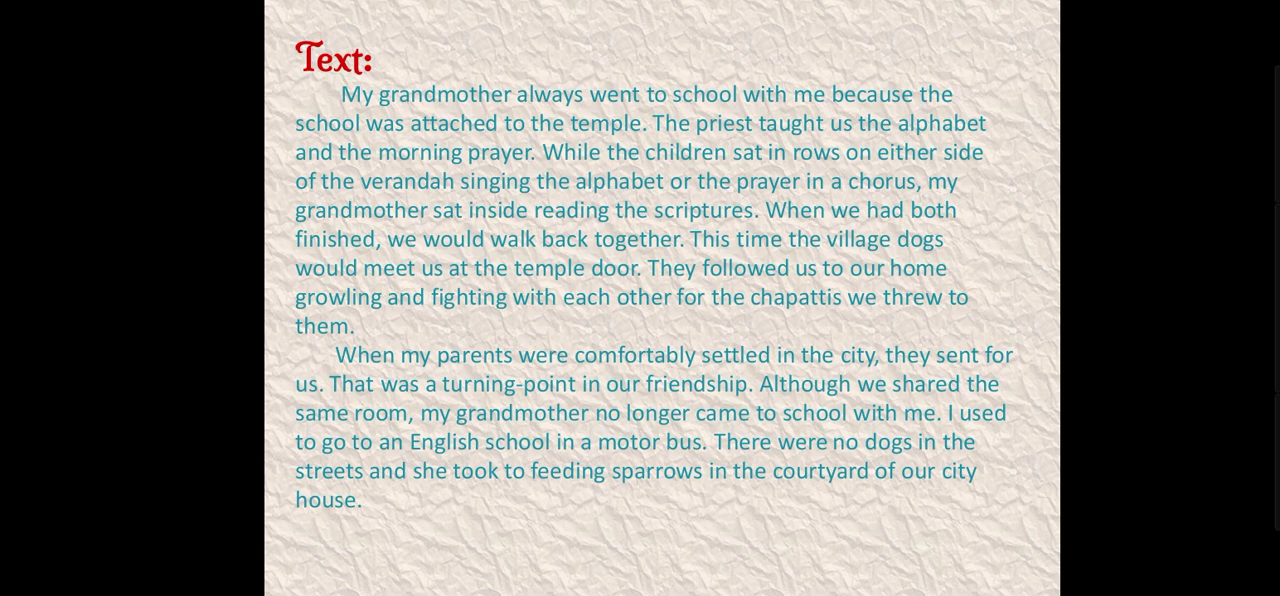 Text:
My grandmother always went to school with me because the
school was attached to the temple. The priest taught us the alphabet
and the morning prayer. While the children sat in rows on either side
of the verandah singing the alphabet or the prayer in a chorus, my
grandmother sat inside reading the scriptures. When we had both
finished, we would walk back together. This time the village dogs
would meet us at the temple door. They followed us to our home
growling and fighting with each other for the chapattis we threw to
them.
When my parents were comfortably settled in the city, they sent for
us. That was a turning-point in our friendship. Although we shared the
same room, my grandmother no longer came to school with me. I used
to go to an English school in a motor bus. There were no dogs in the
streets and she took to feeding sparrows in the courtyard of our city
house.